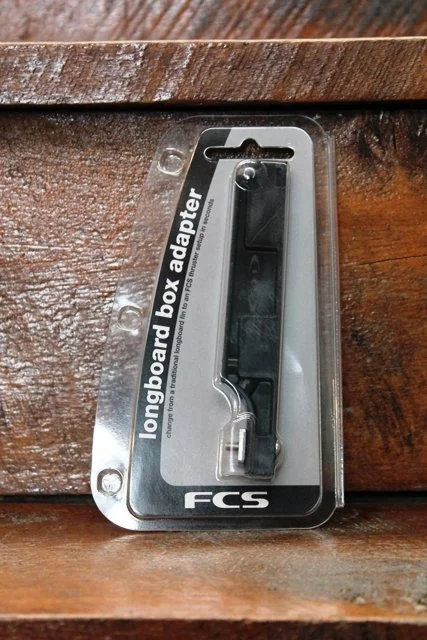 longboard box adapter
change from a traditional longboard fin to an FCS thruster setup in seconds
FCS